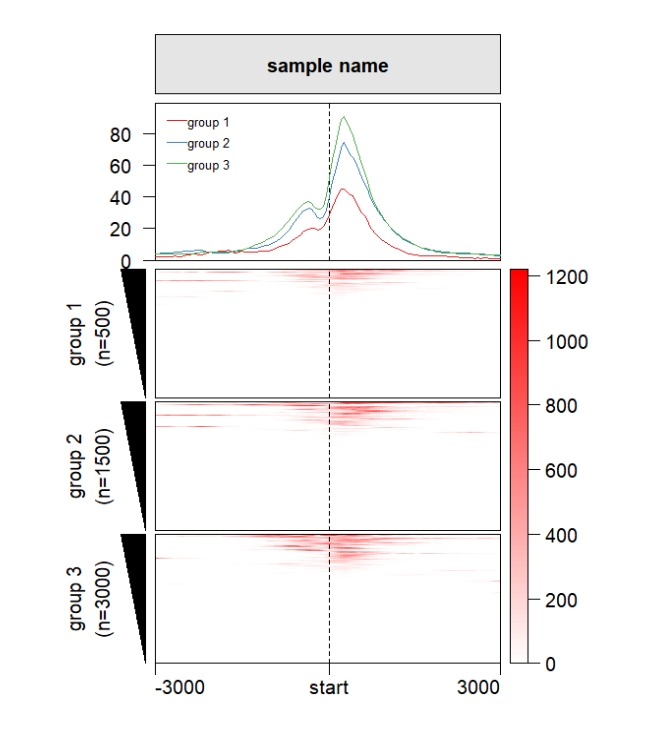 sample name
group 1
group 2
group 3
80
60
40
20
0
group 1
(n=500)
group 2
(n=1500)
group 3
(n=3000)
1200
1000
800
600
400
200
0
-3000 start 3000